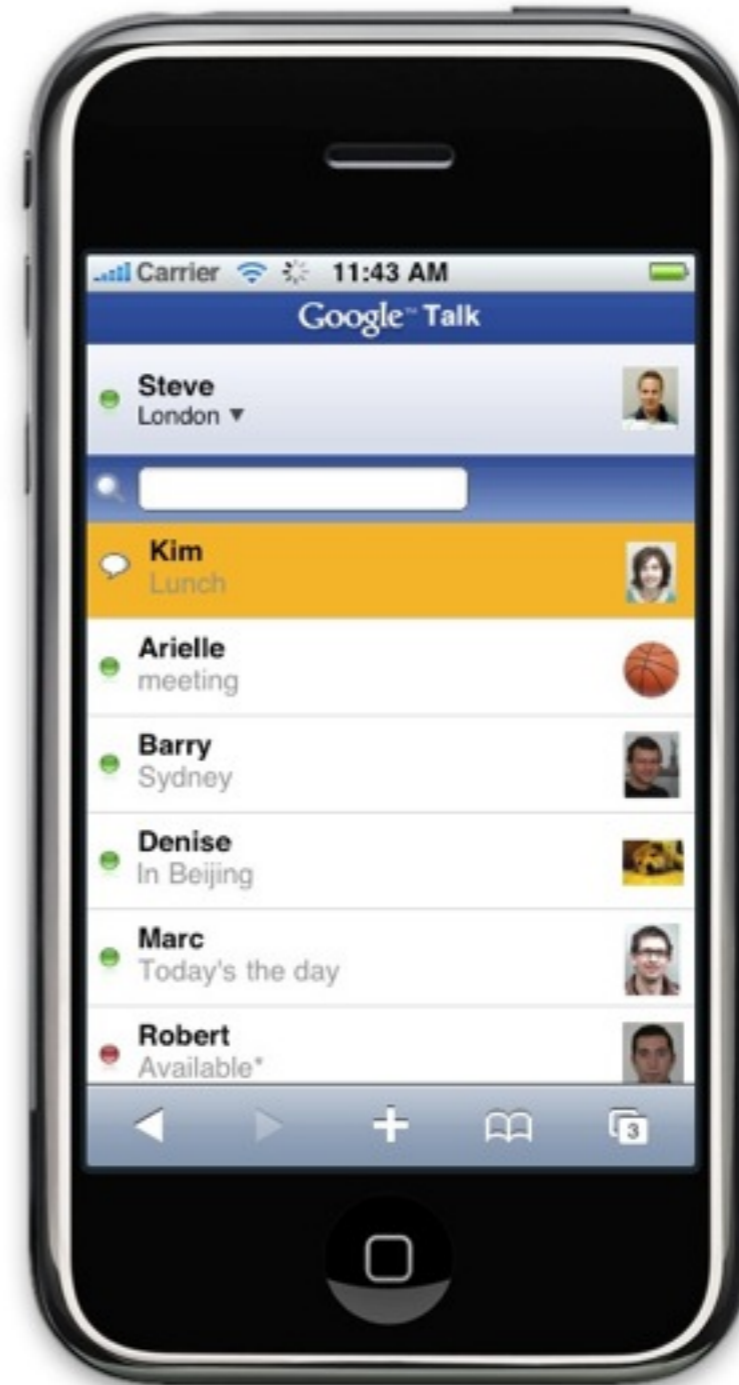 Carrier 11:43 AM
Google™ Talk
Steve
London ▼
Kim
Lunch
Arielle
meeting
Barry
Sydney
Denise
In Beijing
Marc
Today's the day
Robert
Available*
3